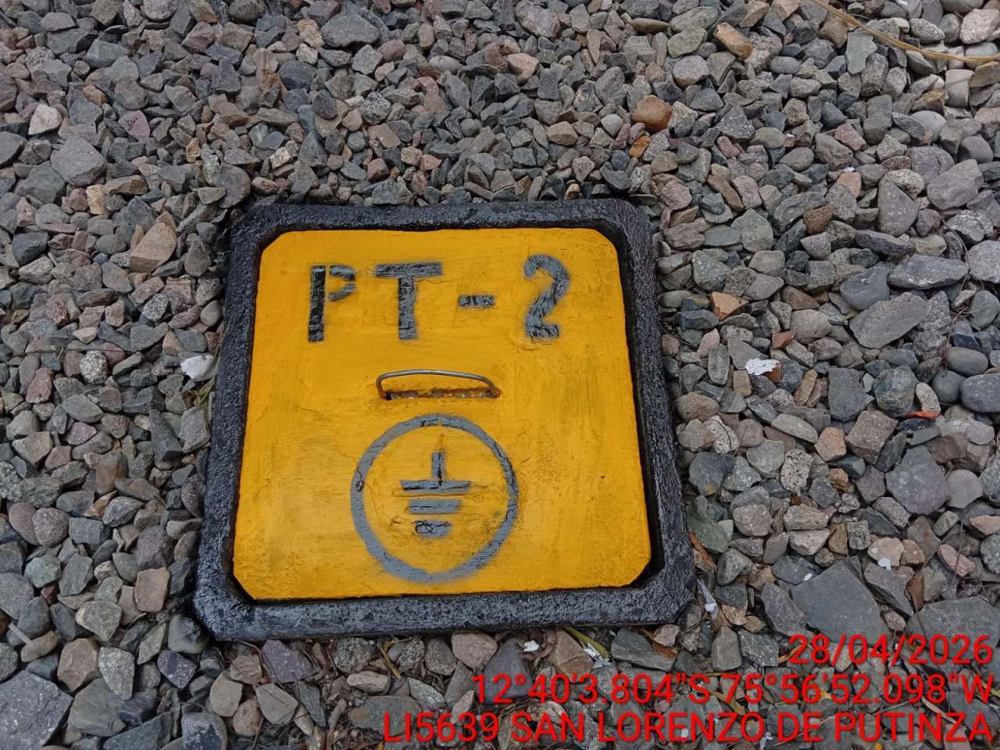 PT-2
28/04/2026
12°40'3.804"S 75°56'52.098"W
LI5639 SAN LORENZO DE PUTINZA